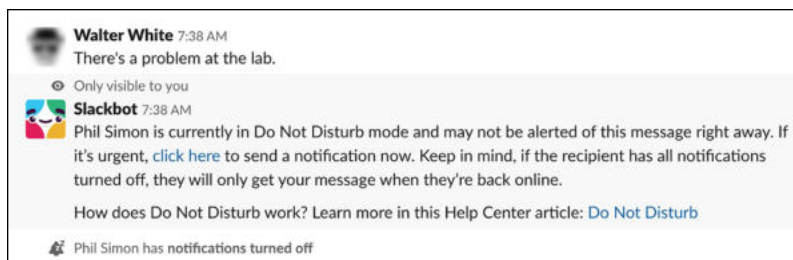 Walter White 7:38 AM
There's a problem at the lab.
Only visible to you
Slackbot 7:38 AM
Phil Simon is currently in Do Not Disturb mode and may not be alerted of this message right away. If
it's urgent, click here to send a notification now. Keep in mind, if the recipient has all notifications
turned off, they will only get your message when they're back online.
How does Do Not Disturb work? Learn more in this Help Center article: Do Not Disturb
Phil Simon has notifications turned off